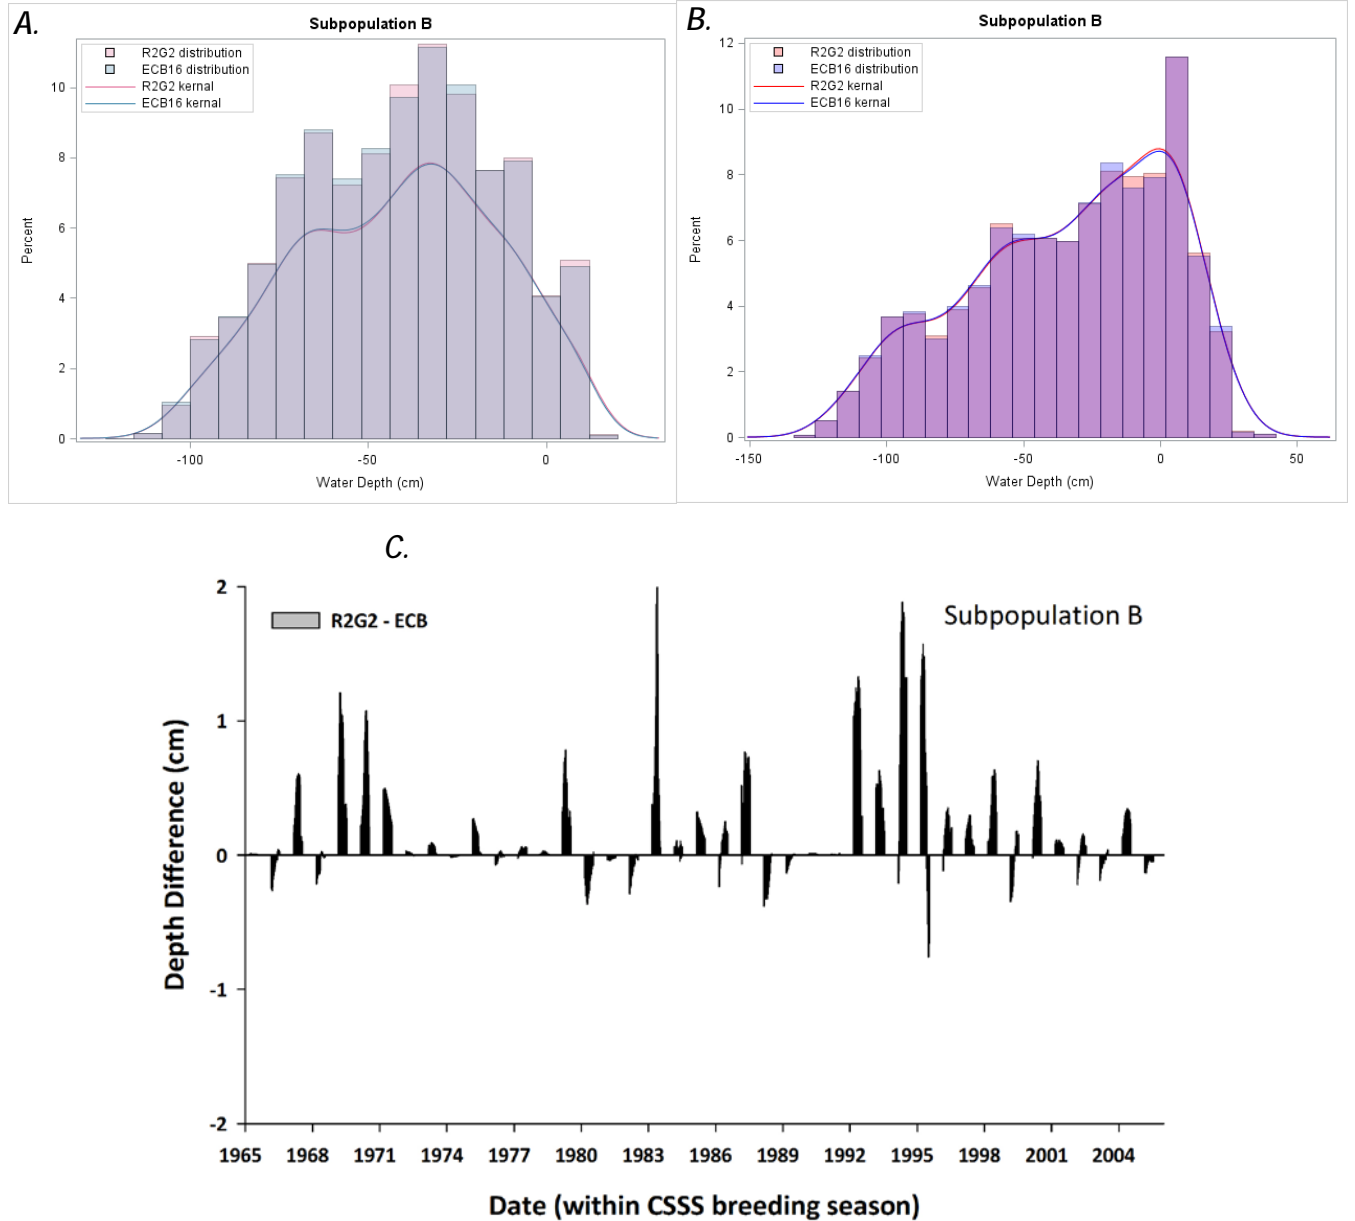 A.
Subpopulation B
R2G2 distribution
ECB16 distribution
R2G2 kernal
ECB16 kernal
10
8
6
4
2
0
Percent
-100
-50
0
Water Depth (cm)
B.
Subpopulation B
R2G2 distribution
ECB16 distribution
R2G2 kernal
ECB16 kernal
12
10
8
6
4
2
0
Percent
-150
-100
-50
0
50
Water Depth (cm)
C.
R2G2 - ECB
Subpopulation B
2
1
0
-1
-2
Depth Difference (cm)
1965 1968 1971 1974 1977 1980 1983 1986 1989 1992 1995 1998 2001 2004
Date (within CSSS breeding season)